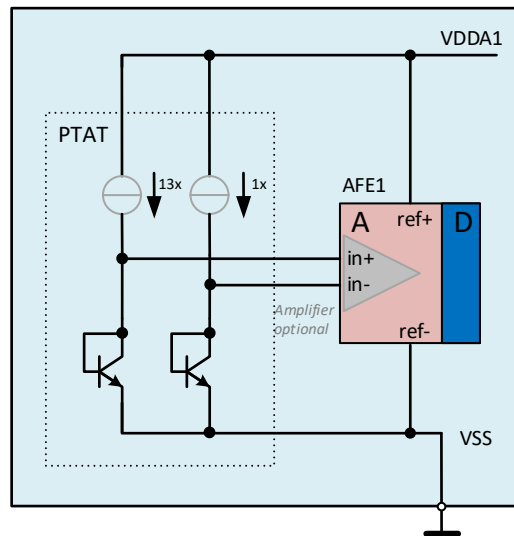 VDDA1
PTAT
13x
1x
AFE1
A
ref+
D
in+
in-
Amplifier
optional
ref-
VSS